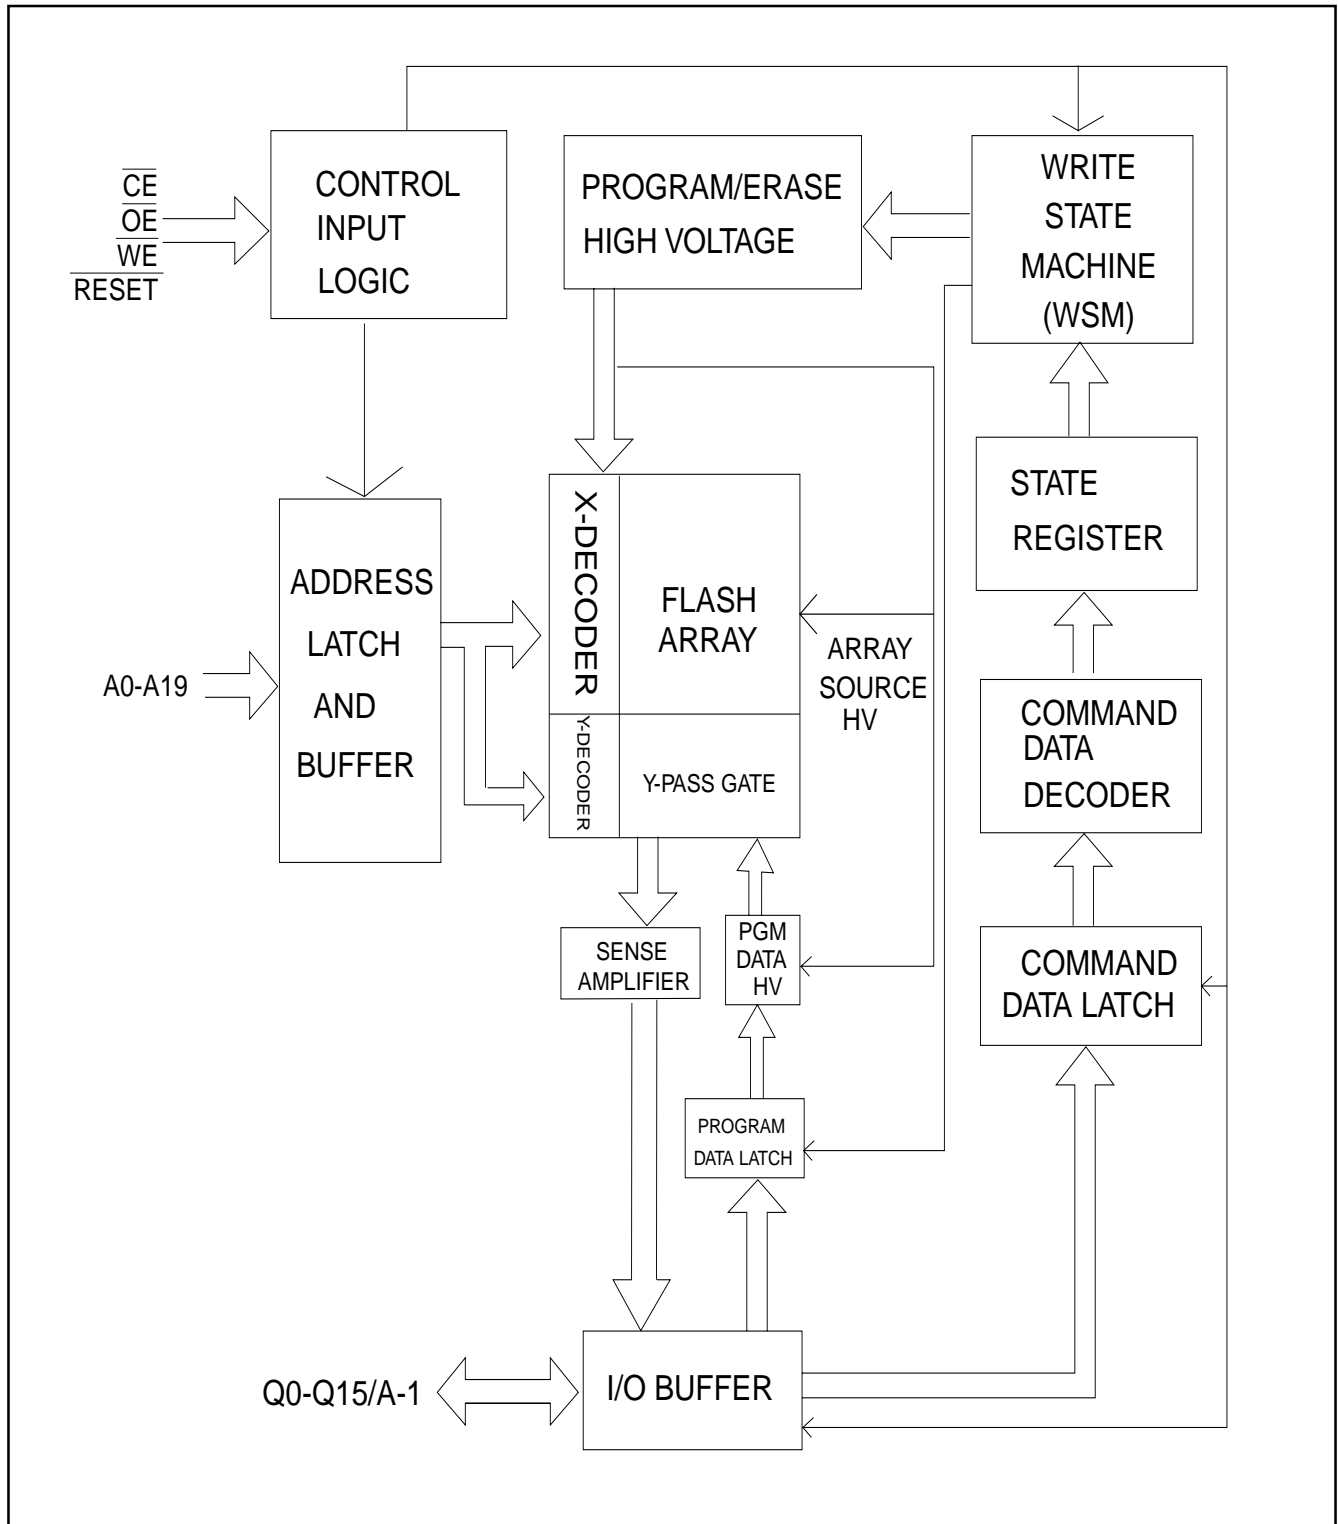 CE
OE
WE
RESET
CONTROL
INPUT
LOGIC
PROGRAM/ERASE
HIGH VOLTAGE
WRITE
STATE
MACHINE
(WSM)
STATE
REGISTER
A0-A19
ADDRESS
LATCH
AND
BUFFER
X-DECODER
FLASH
ARRAY
Y-DECODER
Y-PASS GATE
ARRAY
SOURCE
HV
COMMAND
DATA
DECODER
SENSE
AMPLIFIER
PGM
DATA
HV
COMMAND
DATA LATCH
PROGRAM
DATA LATCH
Q0-Q15/A-1
I/O BUFFER